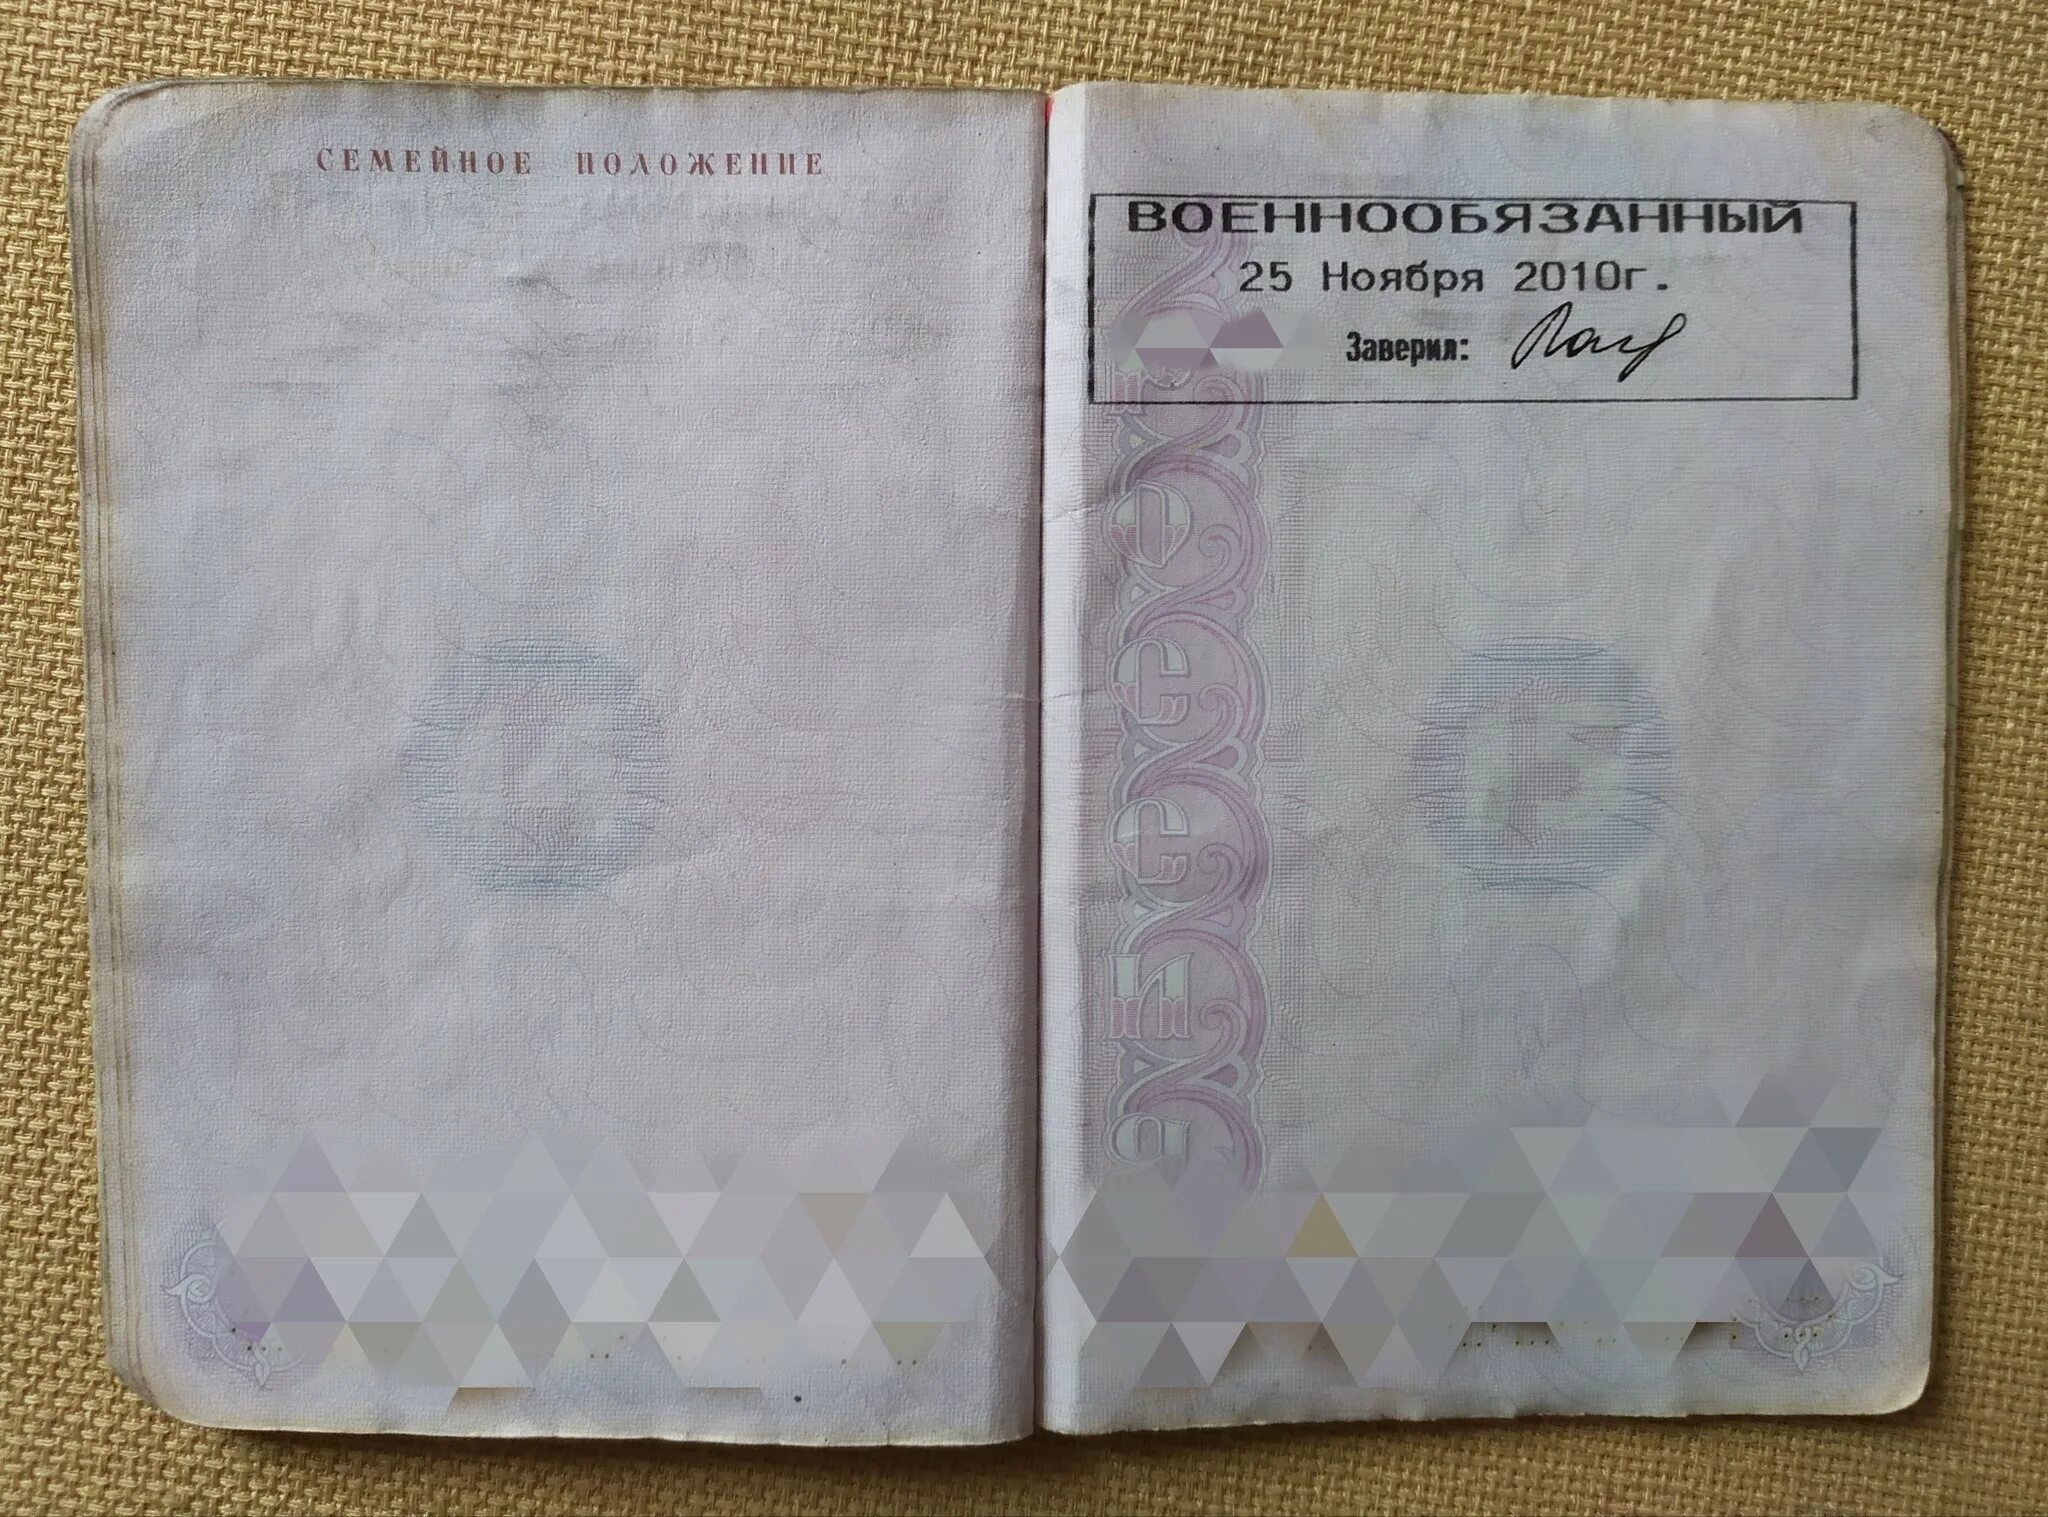 СЕМЕЙНОЕ ПОЛОЖЕНИЕ
ВОЕННООБЯЗАННЫЙ
25 Ноября 2010г.
Заверил: